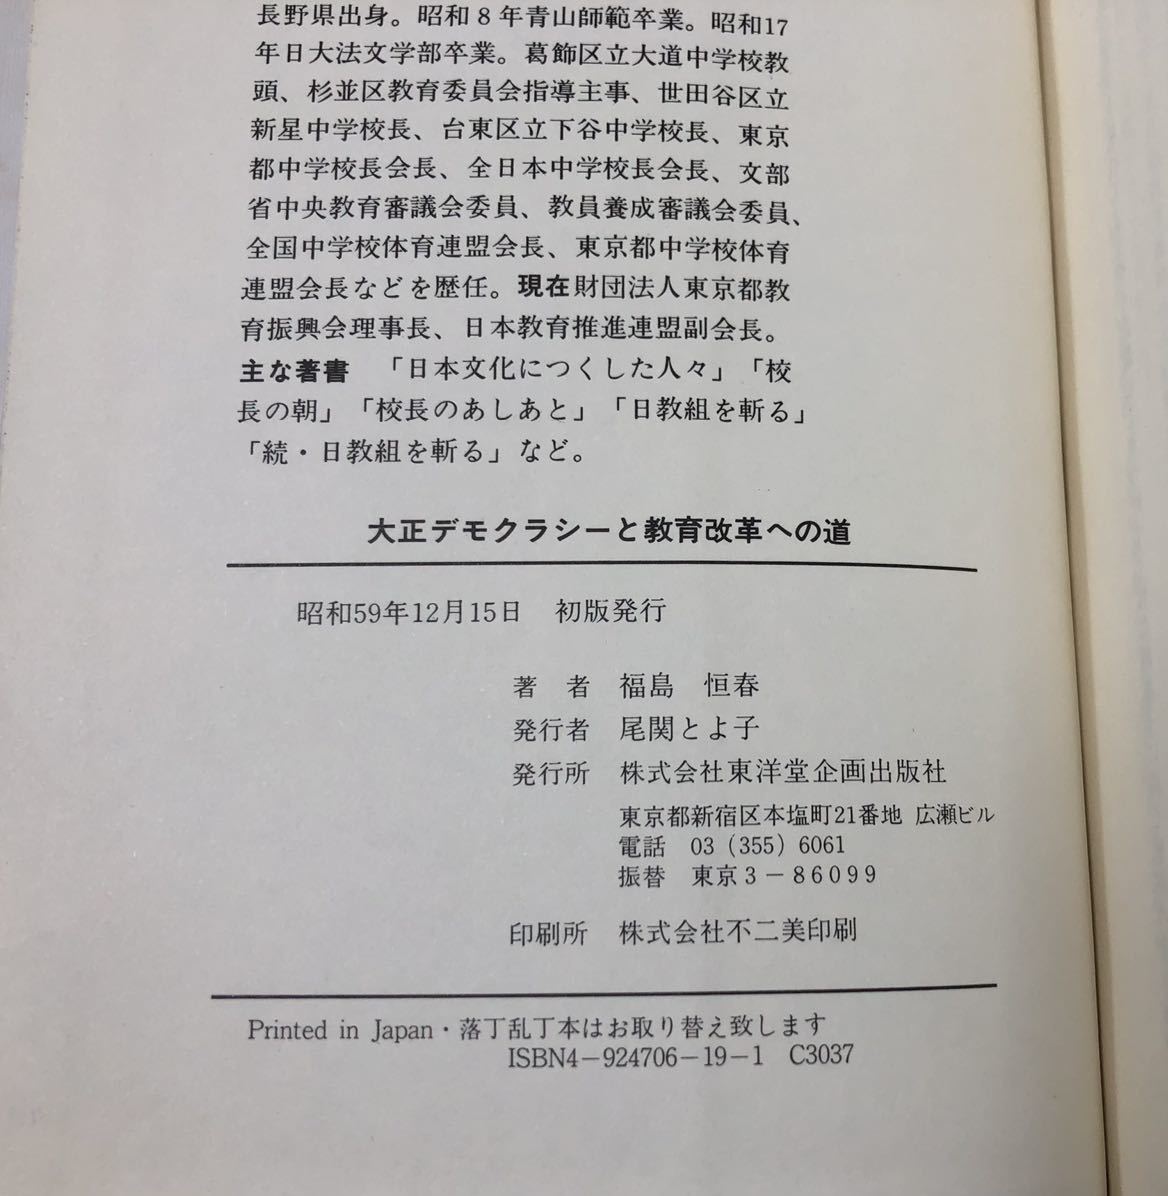 長野県出身。昭和8年青山師範卒業。昭和17
年日大法文学部卒業。葛飾区立大道中学校教
頭、杉並区教育委員会指導主事、世田谷区立
新星中学校長、台東区立下谷中学校長、東京
都中学校長会長、全日本中学校長会長、文部
省中央教育審議会委員、教員養成審議会委員、
全国中学校体育連盟会長、東京都中学校体育
連盟会長などを歴任。現在財団法人東京都教
育振興会理事長、日本教育推進連盟副会長。
主な著書　「日本文化につくした人々」「校
長の朝」「校長のあしあと」「日教組を斬る」
「続・日教組を斬る」など。
大正デモクラシーと教育改革への道
昭和59年12月15日　初版発行
著　者　福島　恒春
発行者　尾関とよ子
発行所　株式会社東洋堂企画出版社
東京都新宿区本塩町21番地 広瀬ビル
電話　03（355）6061
振替　東京3－86099
印刷所　株式会社不二美印刷
Printed in Japan・落丁乱丁本はお取り替え致します
ISBN4－924706－19－1　C3037